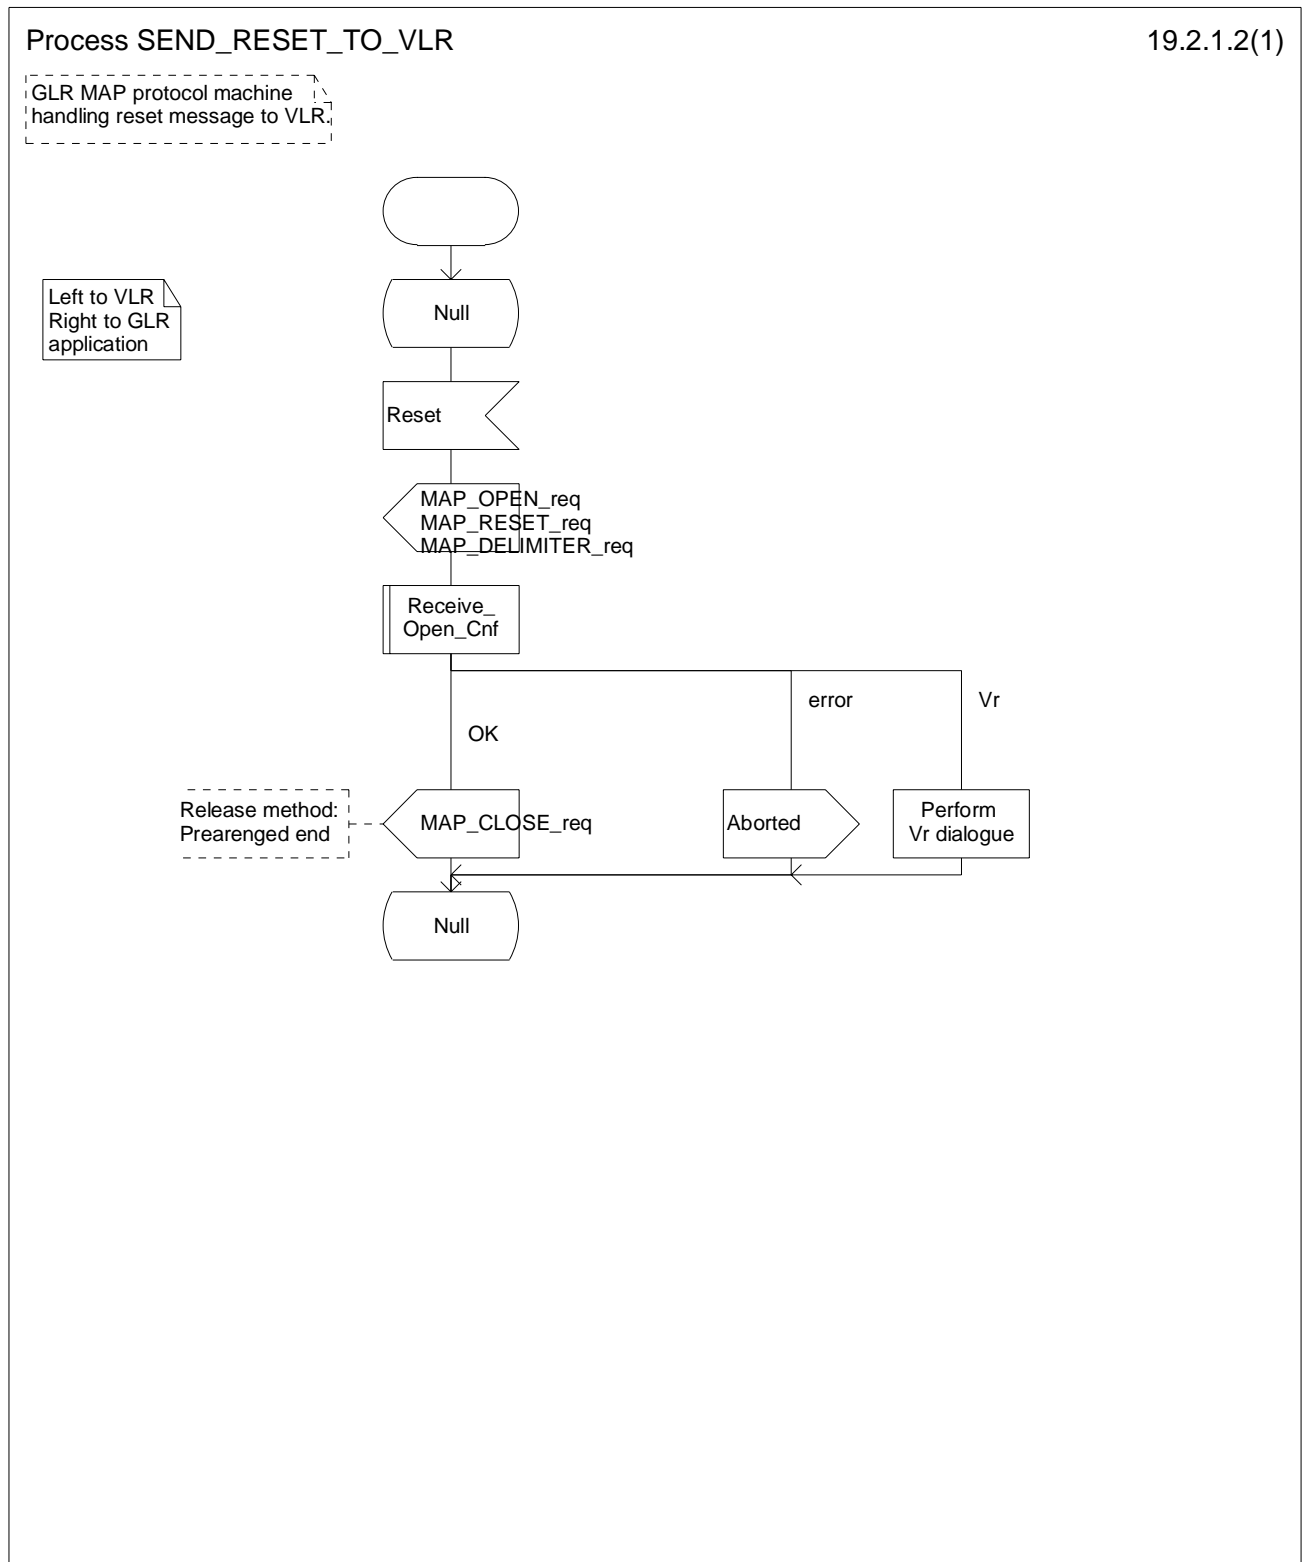 Process SEND_RESET_TO_VLR
19.2.1.2(1)
GLR MAP protocol machine
handling reset message to VLR.
Left to VLR
Right to GLR
application
Null
Reset
MAP_OPEN_req
MAP_RESET_req
MAP_DELIMITER_req
Receive_
Open_Cnf
error
Vr
OK
Release method:
Prearenged end
MAP_CLOSE_req
Aborted
Perform
Vr dialogue
Null